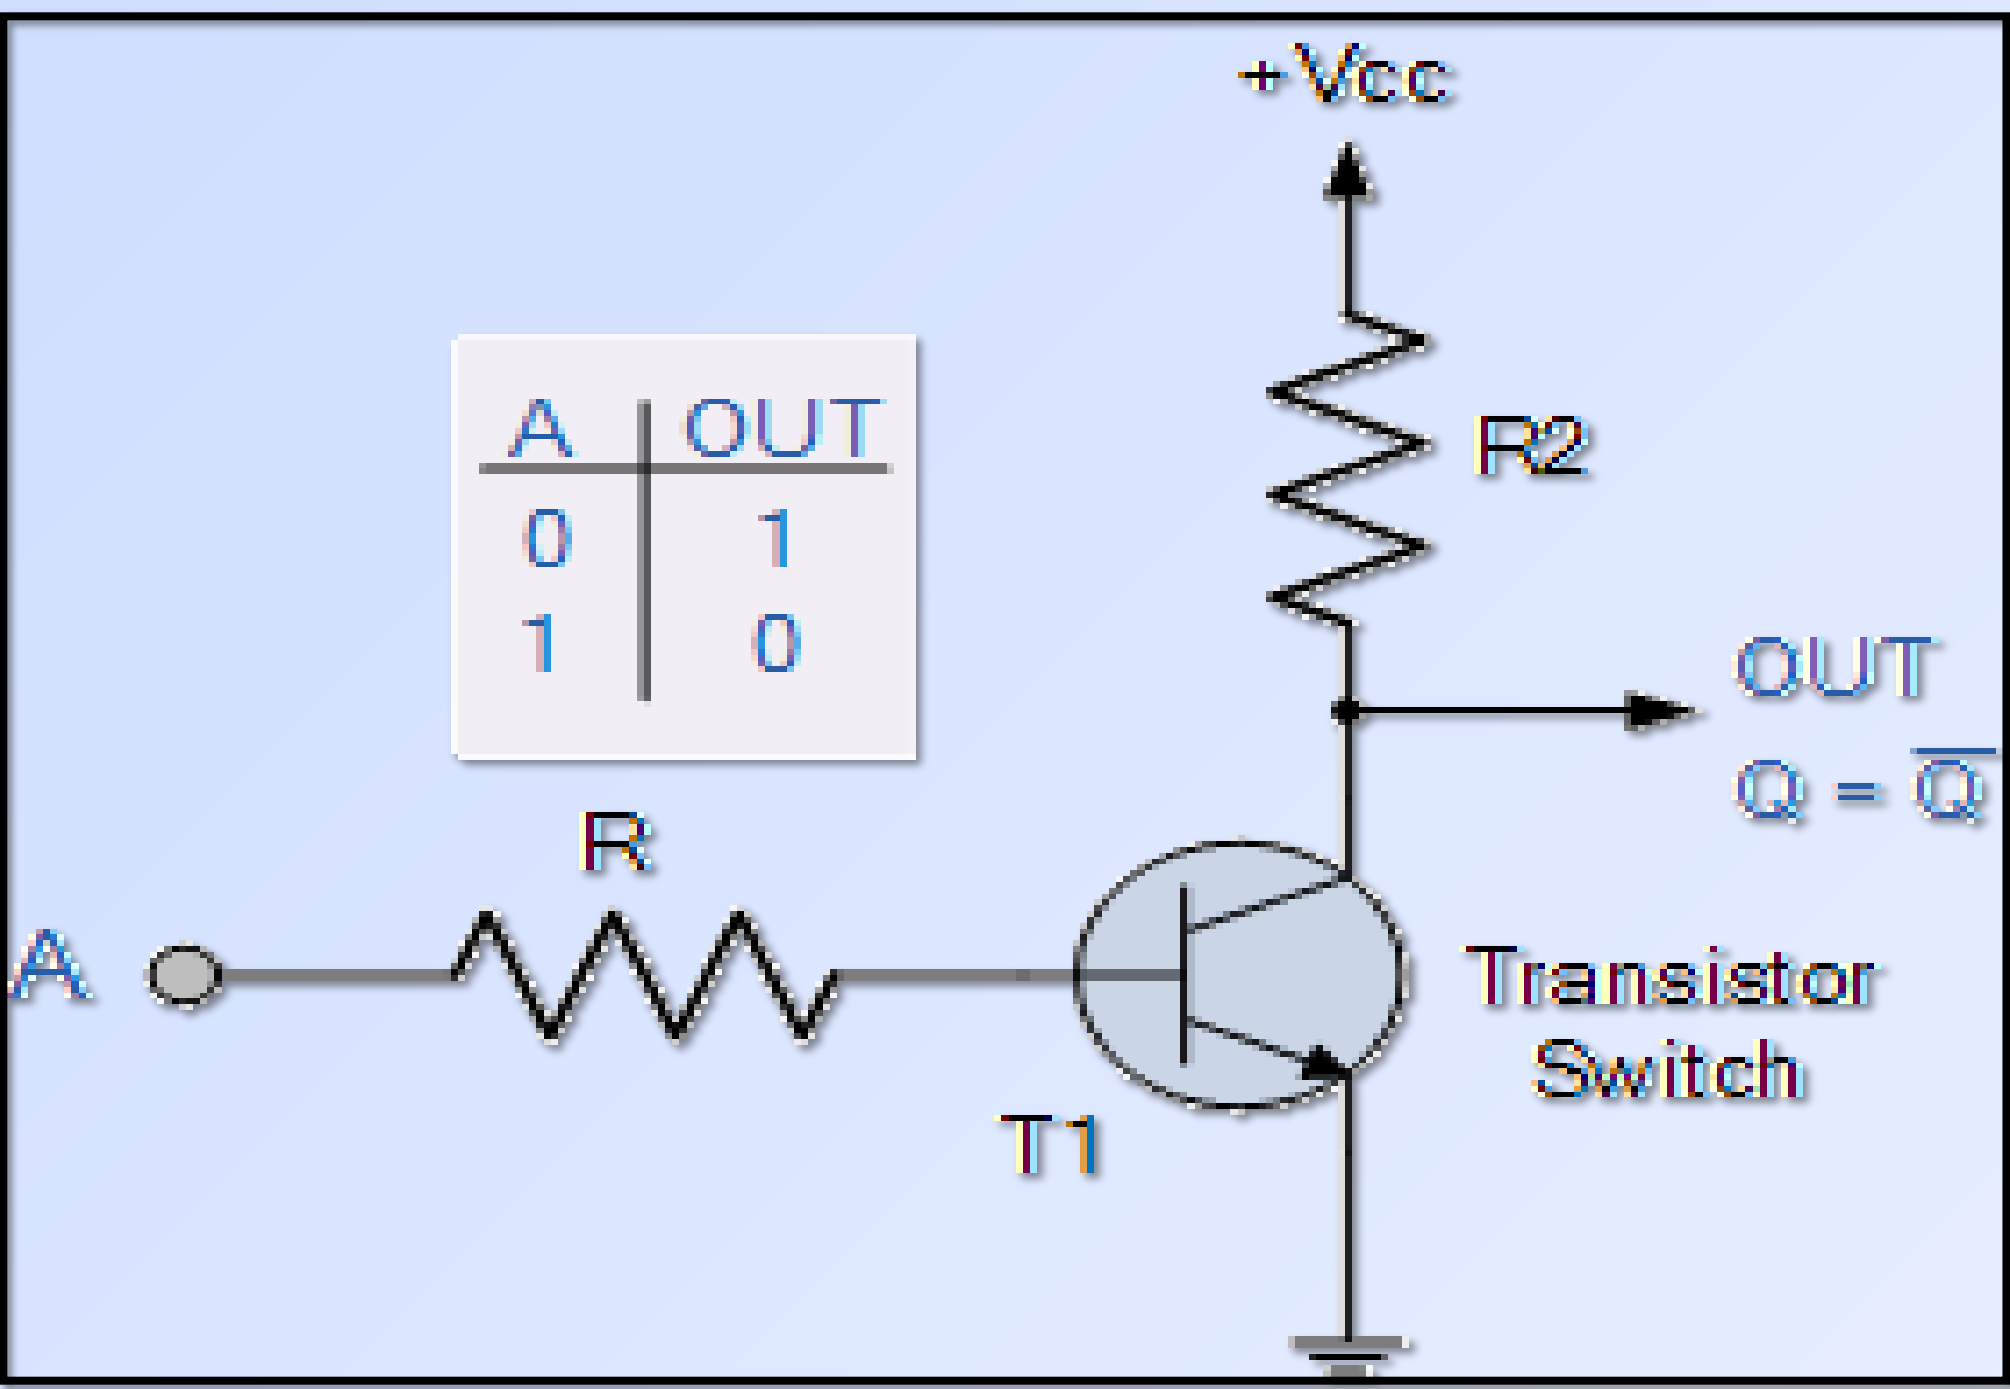 +Vcc
A OUT
0 1
1 0
R2
OUT
Q = Q̅
R
A
Transistor
Switch
T1